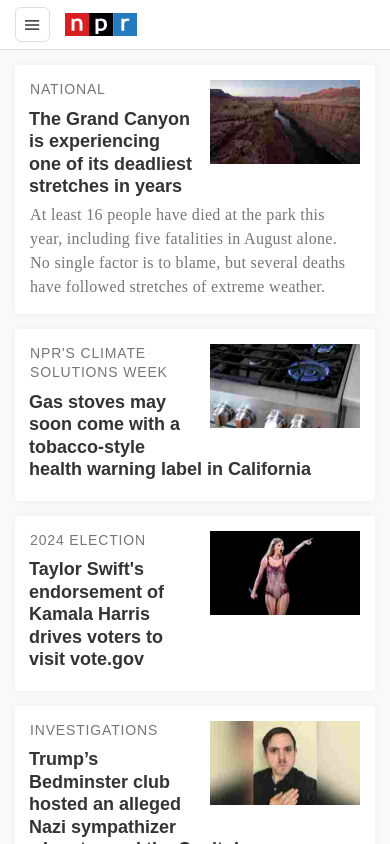 npr
NATIONAL
The Grand Canyon
is experiencing
one of its deadliest
stretches in years
At least 16 people have died at the park this
year, including five fatalities in August alone.
No single factor is to blame, but several deaths
have followed stretches of extreme weather.
NPR'S CLIMATE
SOLUTIONS WEEK
Gas stoves may
soon come with a
tobacco-style
health warning label in California
2024 ELECTION
Taylor Swift's
endorsement of
Kamala Harris
drives voters to
visit vote.gov
INVESTIGATIONS
Trump’s
Bedminster club
hosted an alleged
Nazi sympathizer